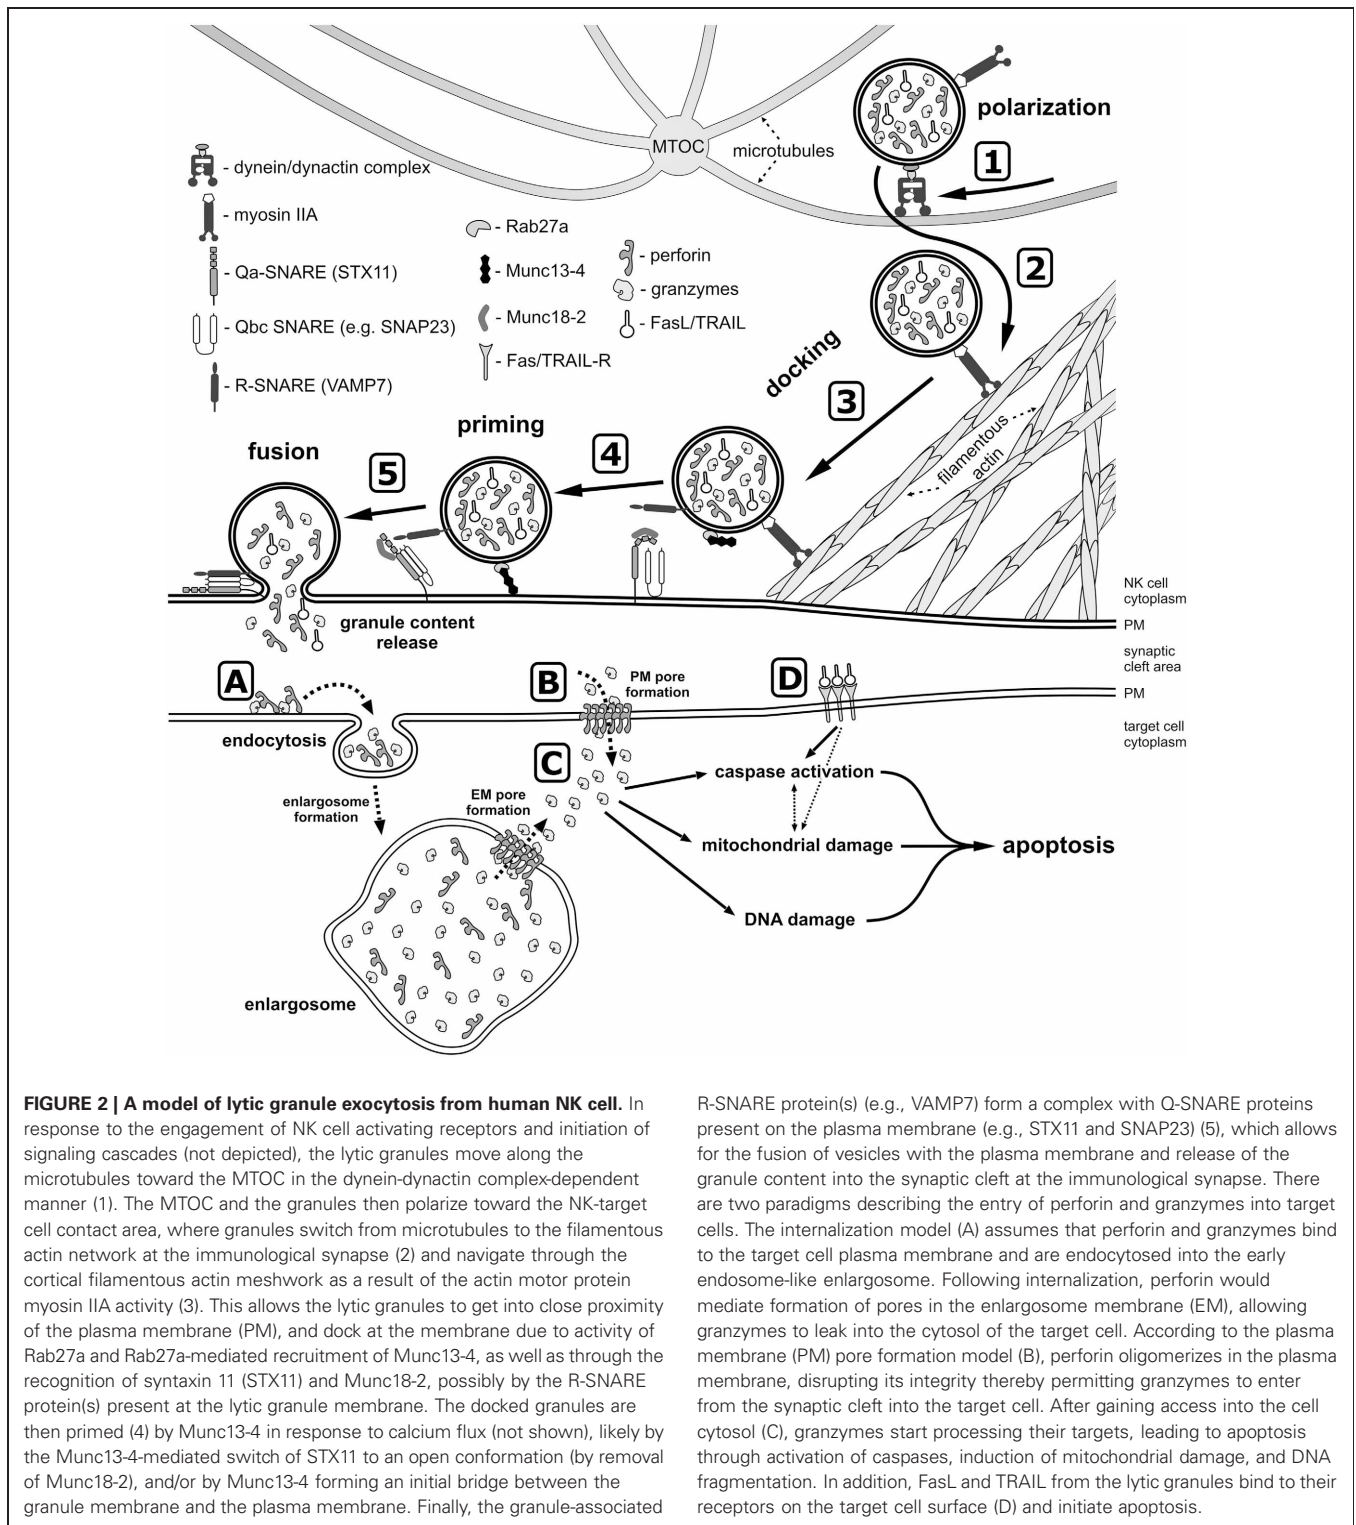 MTOC
microtubules
polarization
1
- dynein/dynactin complex
- myosin IIA
- Qa-SNARE (STX11)
- Qbc SNARE (e.g. SNAP23)
- R-SNARE (VAMP7)
- Rab27a
- Munc13-4
- Munc18-2
- Fas/TRAIL-R
- perforin
- granzymes
- FasL/TRAIL
2
docking
3
filamentous
actin
priming
4
fusion
5
NK cell
cytoplasm
PM
granule content
release
synaptic
cleft area
A
B
PM pore
formation
D
PM
endocytosis
target cell
cytoplasm
C
caspase activation
enlargosome
formation
EM pore
formation
mitochondrial damage
apoptosis
DNA damage
enlargosome
FIGURE 2 | A model of lytic granule exocytosis from human NK cell. In
response to the engagement of NK cell activating receptors and initiation of
signaling cascades (not depicted), the lytic granules move along the
microtubules toward the MTOC in the dynein-dynactin complex-dependent
manner (1). The MTOC and the granules then polarize toward the NK-target
cell contact area, where granules switch from microtubules to the filamentous
actin network at the immunological synapse (2) and navigate through the
cortical filamentous actin meshwork as a result of the actin motor protein
myosin IIA activity (3). This allows the lytic granules to get into close proximity
of the plasma membrane (PM), and dock at the membrane due to activity of
Rab27a and Rab27a-mediated recruitment of Munc13-4, as well as through the
recognition of syntaxin 11 (STX11) and Munc18-2, possibly by the R-SNARE
protein(s) present at the lytic granule membrane. The docked granules are
then primed (4) by Munc13-4 in response to calcium flux (not shown), likely by
the Munc13-4-mediated switch of STX11 to an open conformation (by removal
of Munc18-2), and/or by Munc13-4 forming an initial bridge between the
granule membrane and the plasma membrane. Finally, the granule-associated
R-SNARE protein(s) (e.g., VAMP7) form a complex with Q-SNARE proteins
present on the plasma membrane (e.g., STX11 and SNAP23) (5), which allows
for the fusion of vesicles with the plasma membrane and release of the
granule content into the synaptic cleft at the immunological synapse. There
are two paradigms describing the entry of perforin and granzymes into target
cells. The internalization model (A) assumes that perforin and granzymes bind
to the target cell plasma membrane and are endocytosed into the early
endosome-like enlargosome. Following internalization, perforin would
mediate formation of pores in the enlargosome membrane (EM), allowing
granzymes to leak into the cytosol of the target cell. According to the plasma
membrane (PM) pore formation model (B), perforin oligomerizes in the plasma
membrane, disrupting its integrity thereby permitting granzymes to enter
from the synaptic cleft into the target cell. After gaining access into the cell
cytosol (C), granzymes start processing their targets, leading to apoptosis
through activation of caspases, induction of mitochondrial damage, and DNA
fragmentation. In addition, FasL and TRAIL from the lytic granules bind to their
receptors on the target cell surface (D) and initiate apoptosis.